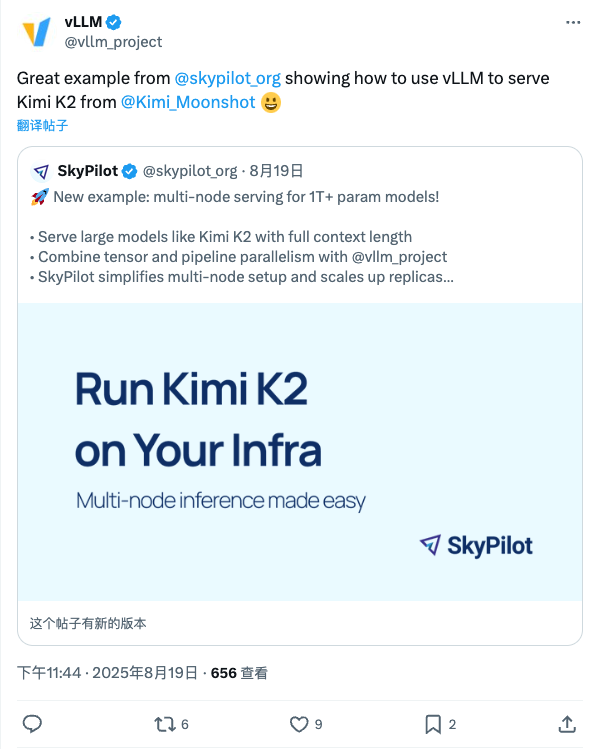 vLLM
@vllm_project
Great example from @skypilot_org showing how to use vLLM to serve
Kimi K2 from @Kimi_Moonshot 😀
翻译帖子
SkyPilot @skypilot_org · 8月19日
🚀 New example: multi-node serving for 1T+ param models!
• Serve large models like Kimi K2 with full context length
• Combine tensor and pipeline parallelism with @vllm_project
• SkyPilot simplifies multi-node setup and scales up replicas...
Run Kimi K2
on Your Infra
Multi-node inference made easy
SkyPilot
这个帖子有新的版本
下午11:44 · 2025年8月19日 · 656 查看
6 9 2